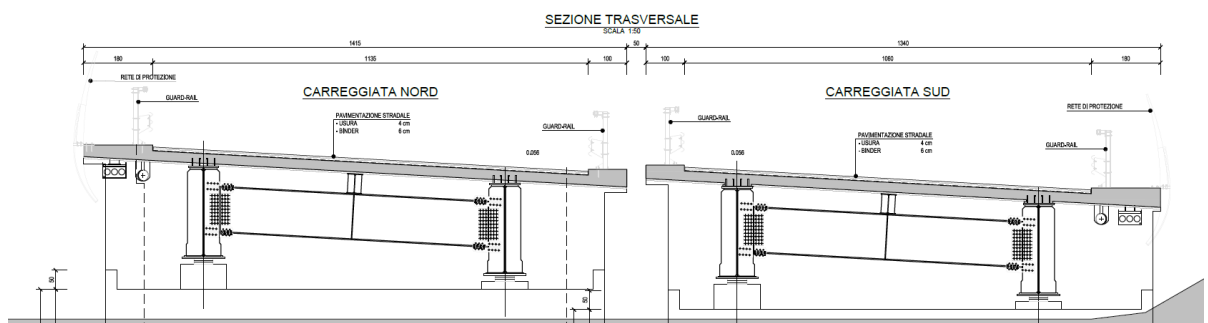 SEZIONE TRASVERSALE
SCALA 1:50
1415
50
1340
180
1135
100
100
1080
180
RETE DI PROTEZIONE
GUARD-RAIL
CARREGGIATA NORD
PAVIMENTAZIONE STRADALE
- USURA 4 cm
- BINDER 6 cm
GUARD-RAIL
0.056
GUARD-RAIL
CARREGGIATA SUD
RETE DI PROTEZIONE
PAVIMENTAZIONE STRADALE
- USURA 4 cm
- BINDER 6 cm
GUARD-RAIL
0.056
50
50